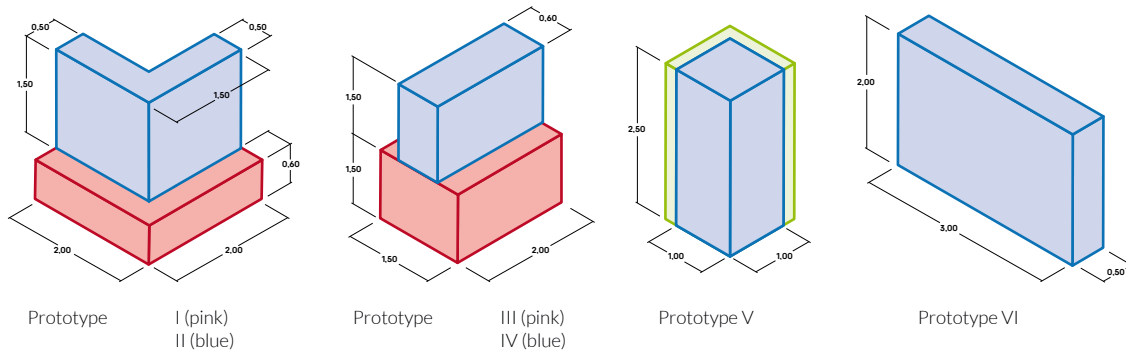 0,50
0,50
1,50
1,50
0,60
2,00
2,00
Prototype
I (pink)
II (blue)
0,60
1,50
1,50
1,50
2,00
Prototype
III (pink)
IV (blue)
2,50
1,00
1,00
Prototype V
2,00
3,00
0,50
Prototype VI